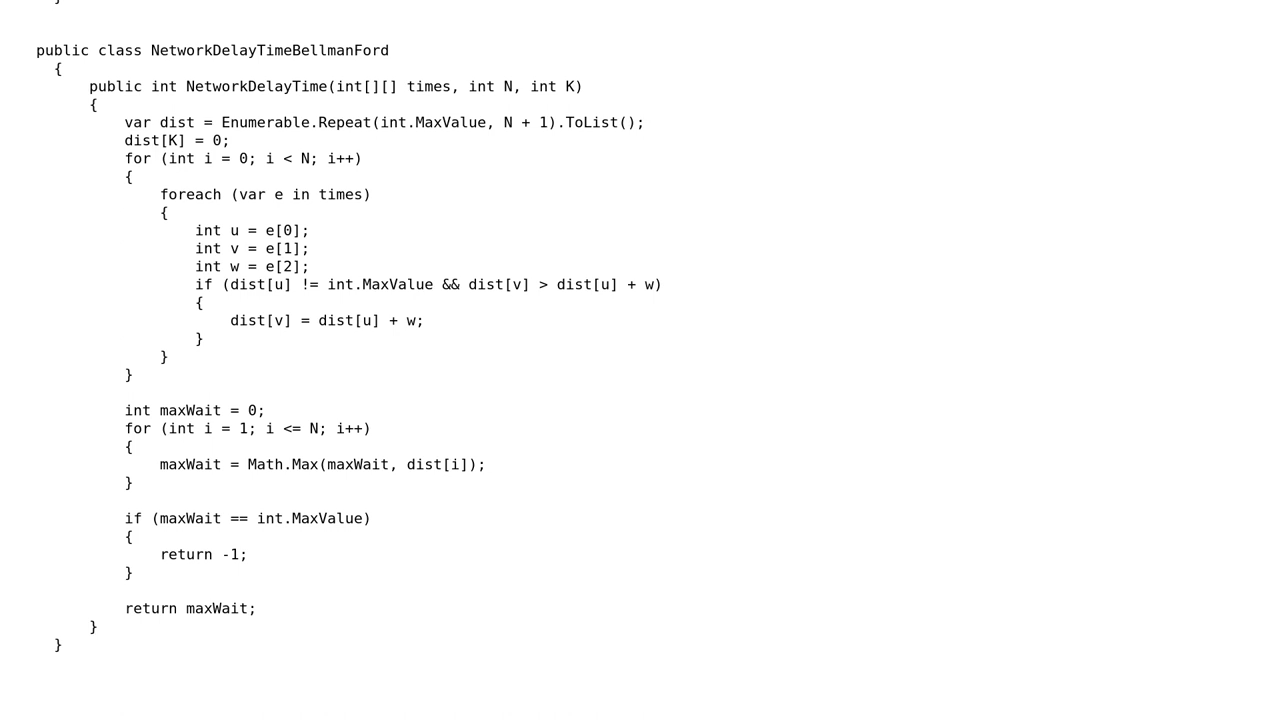 }
public class NetworkDelayTimeBellmanFord
  {
      public int NetworkDelayTime(int[][] times, int N, int K)
      {
          var dist = Enumerable.Repeat(int.MaxValue, N + 1).ToList();
          dist[K] = 0;
          for (int i = 0; i < N; i++)
          {
              foreach (var e in times)
              {
                  int u = e[0];
                  int v = e[1];
                  int w = e[2];
                  if (dist[u] != int.MaxValue && dist[v] > dist[u] + w)
                  {
                      dist[v] = dist[u] + w;
                  }
              }
          }

          int maxWait = 0;
          for (int i = 1; i <= N; i++)
          {
              maxWait = Math.Max(maxWait, dist[i]);
          }

          if (maxWait == int.MaxValue)
          {
              return -1;
          }

          return maxWait;
      }
  }